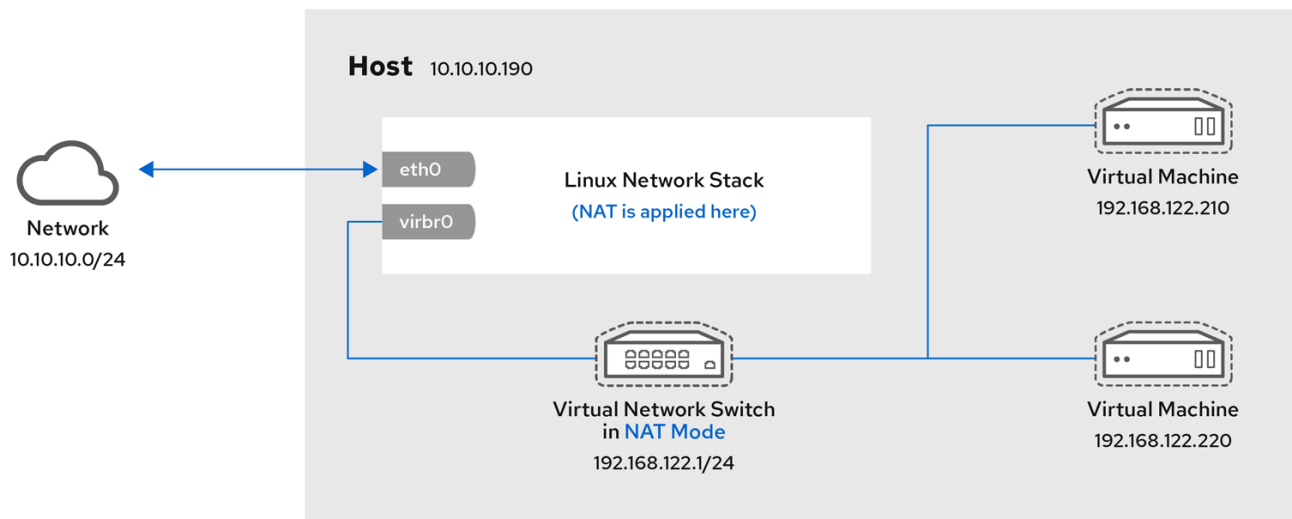 Host 10.10.10.190
eth0
Linux Network Stack
(NAT is applied here)
virbr0
Network
10.10.10.0/24
Virtual Machine
192.168.122.210
Virtual Network Switch
in NAT Mode
192.168.122.1/24
Virtual Machine
192.168.122.220